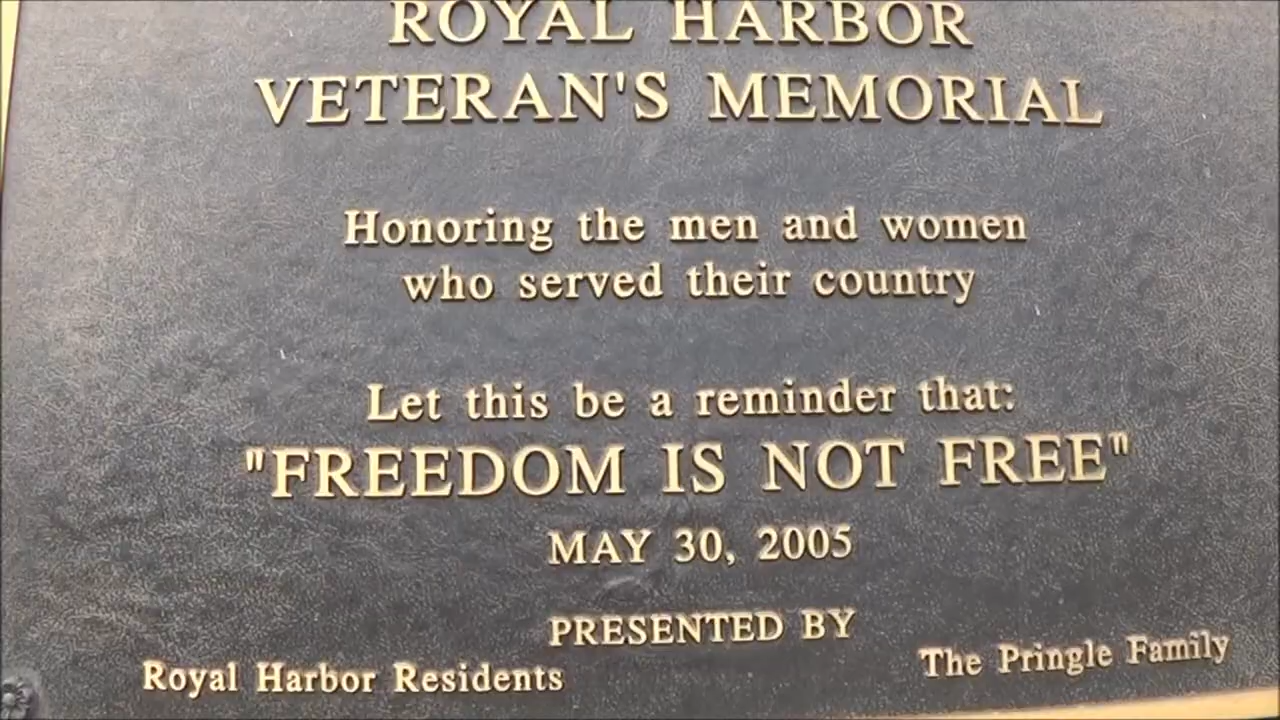 ROYAL HARBOR
VETERAN'S MEMORIAL
Honoring the men and women
who served their country
Let this be a reminder that:
"FREEDOM IS NOT FREE"
MAY 30, 2005
PRESENTED BY
Royal Harbor Residents
The Pringle Family